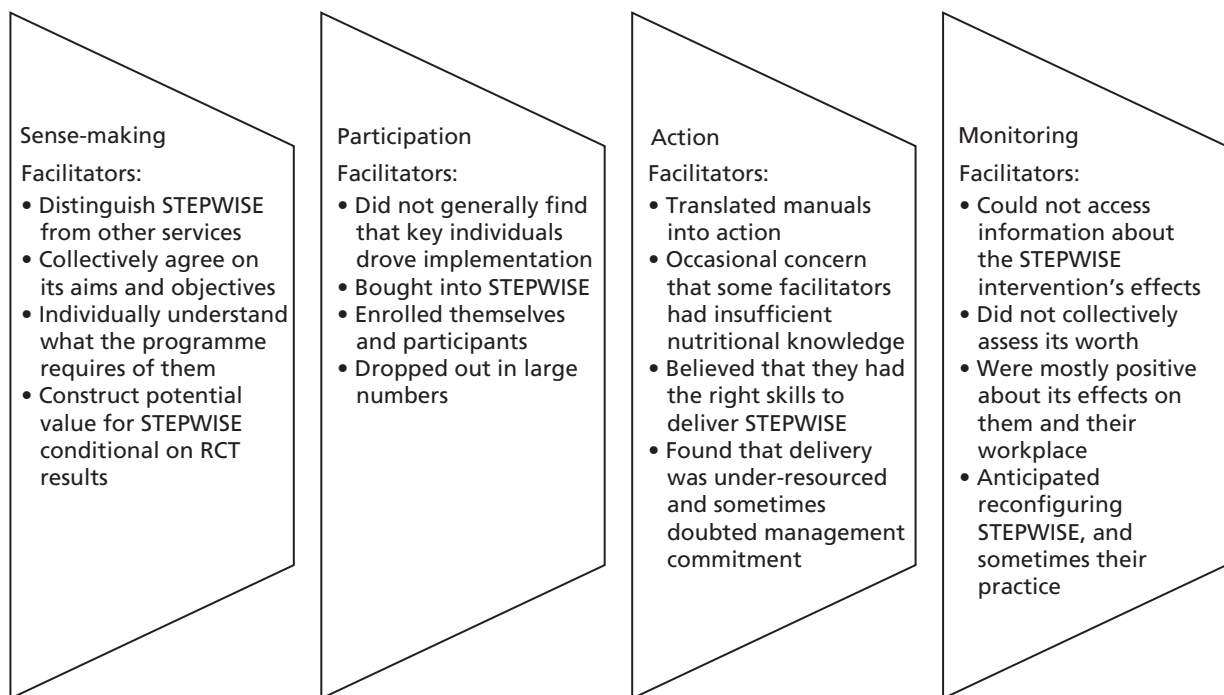 Sense-making
Facilitators:
• Distinguish STEPWISE
from other services
• Collectively agree on
its aims and objectives
• Individually understand
what the programme
requires of them
• Construct potential
value for STEPWISE
conditional on RCT
results
Participation
Facilitators:
• Did not generally find
that key individuals
drove implementation
• Bought into STEPWISE
• Enrolled themselves
and participants
• Dropped out in large
numbers
Action
Facilitators:
• Translated manuals
into action
• Occasional concern
that some facilitators
had insufficient
nutritional knowledge
• Believed that they had
the right skills to
deliver STEPWISE
• Found that delivery
was under-resourced
and sometimes
doubted management
commitment
Monitoring
Facilitators:
• Could not access
information about
the STEPWISE
intervention’s effects
• Did not collectively
assess its worth
• Were mostly positive
about its effects on
them and their
workplace
• Anticipated
reconfiguring
STEPWISE, and
sometimes their
practice